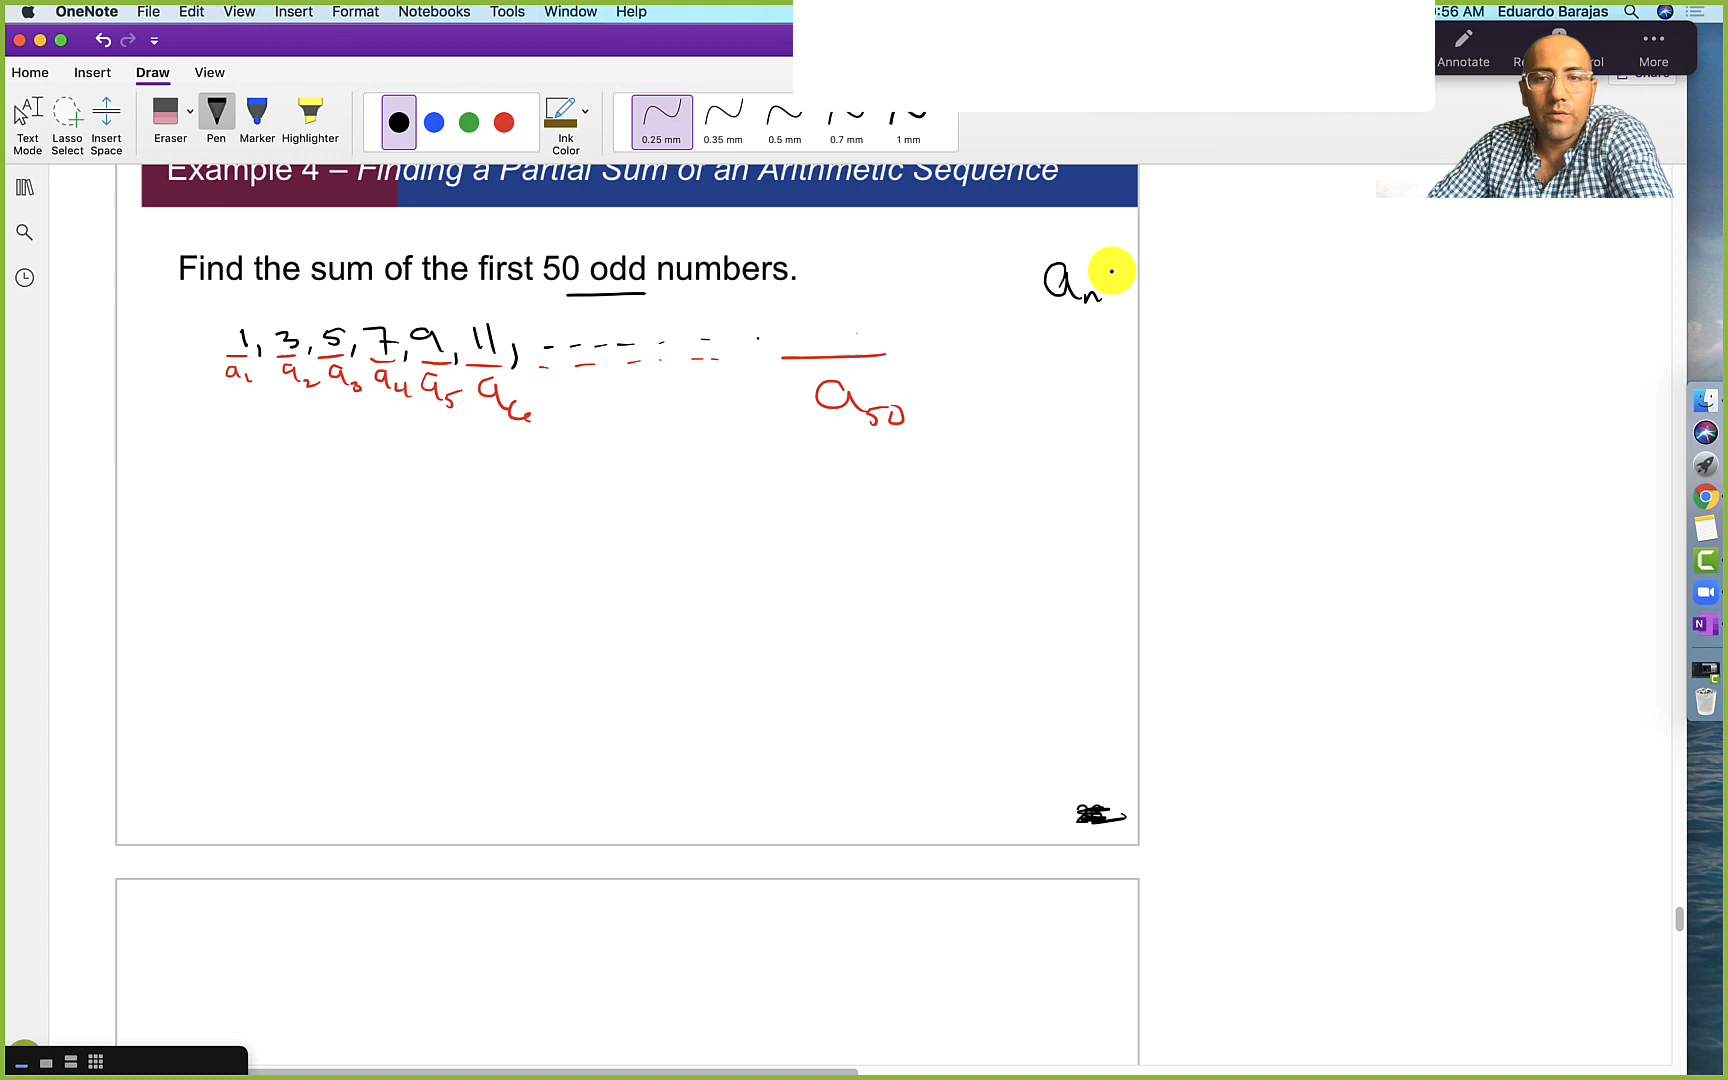 OneNote File Edit View Insert Format Notebooks Tools Window Help :56 AM Eduardo Barajas
Home Insert Draw View
Annotate More
Share
Text Mode
Lasso Select
Insert Space
Eraser
Pen
Marker
Highlighter
Ink Color
0.25 mm 0.35 mm 0.5 mm 0.7 mm 1 mm
Example 4 – Finding a Partial Sum of an Arithmetic Sequence
Find the sum of the first 50 odd numbers.
aₙ
1, 3, 5, 7, 9, 11,
a₁ a₂ a₃ a₄ a₅ a₆ a₅₀